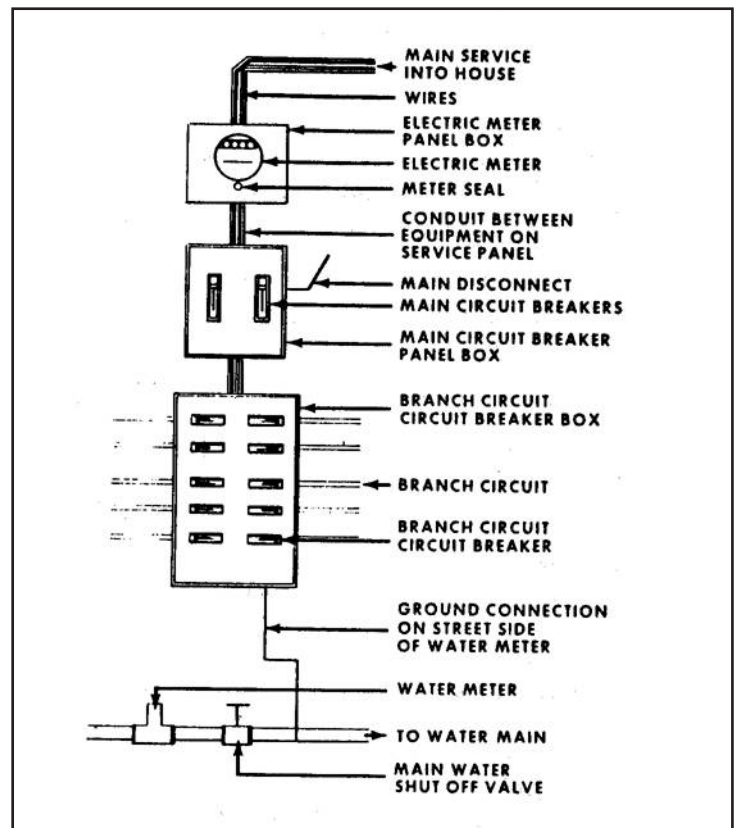 MAIN SERVICE
INTO HOUSE
WIRES
ELECTRIC METER
PANEL BOX
ELECTRIC METER
METER SEAL
CONDUIT BETWEEN
EQUIPMENT ON
SERVICE PANEL
MAIN DISCONNECT
MAIN CIRCUIT BREAKERS
MAIN CIRCUIT BREAKER
PANEL BOX
BRANCH CIRCUIT
CIRCUIT BREAKER BOX
BRANCH CIRCUIT
BRANCH CIRCUIT
CIRCUIT BREAKER
GROUND CONNECTION
ON STREET SIDE
OF WATER METER
WATER METER
TO WATER MAIN
MAIN WATER
SHUT OFF VALVE